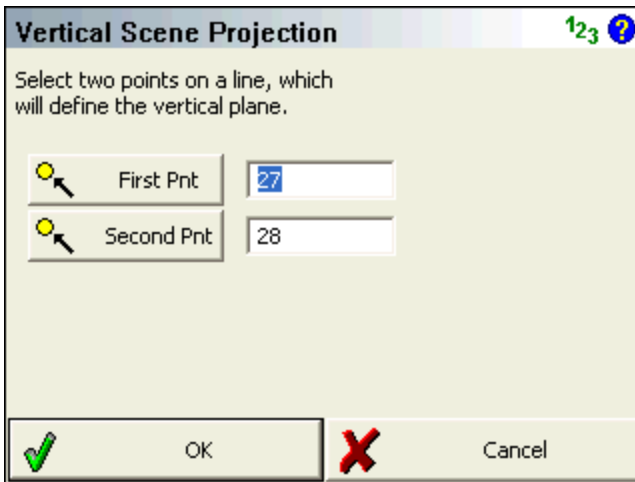 Vertical Scene Projection 123
Select two points on a line, which
will define the vertical plane.
First Pnt 27
Second Pnt 28
OK Cancel